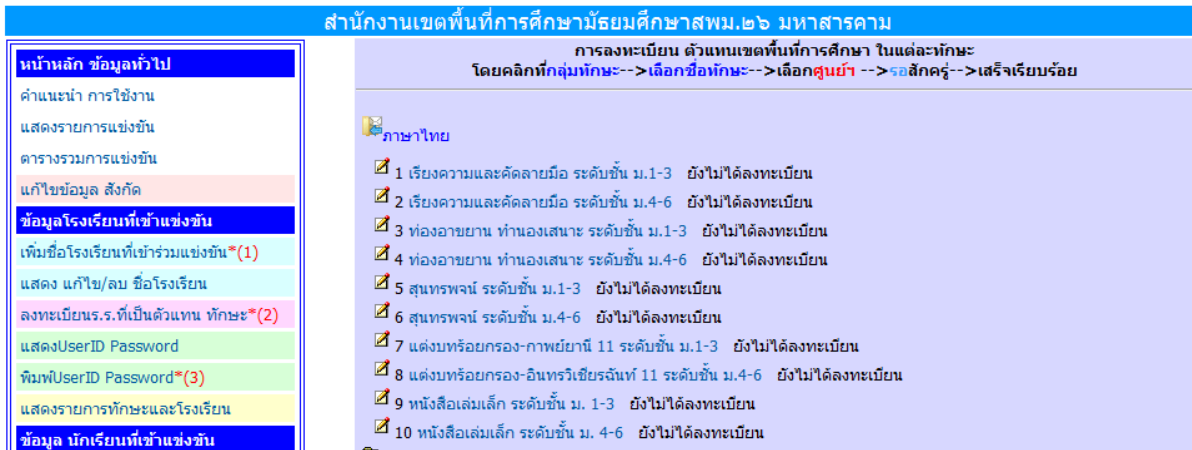 สำนักงานเขตพื้นที่การศึกษามัธยมศึกษาสพม.๒๖ มหาสารคาม
หน้าหลัก ข้อมูลทั่วไป
คำแนะนำ การใช้งาน
แสดงรายการแข่งขัน
ตารางรวมการแข่งขัน
แก้ไขข้อมูล สังกัด
ข้อมูลโรงเรียนที่เข้าแข่งขัน
เพิ่มชื่อโรงเรียนที่เข้าร่วมแข่งขัน*(1)
แสดง แก้ไข/ลบ ชื่อโรงเรียน
ลงทะเบียนร.ร.ที่เป็นตัวแทน ทักษะ*(2)
แสดงUserID Password
พิมพ์UserID Password*(3)
แสดงรายการทักษะและโรงเรียน
ข้อมูล นักเรียนที่เข้าแข่งขัน
การลงทะเบียน ตัวแทนเขตพื้นที่การศึกษา ในแต่ละทักษะ
โดยคลิกที่กลุ่มทักษะ-->เลือกชื่อทักษะ-->เลือกศูนย์ฯ -->รอสักครู่-->เสร็จเรียบร้อย
ภาษาไทย
1 เรียงความและคัดลายมือ ระดับชั้น ม.1-3 ยังไม่ได้ลงทะเบียน
2 เรียงความและคัดลายมือ ระดับชั้น ม.4-6 ยังไม่ได้ลงทะเบียน
3 ท่องอาขยาน ทำนองเสนาะ ระดับชั้น ม.1-3 ยังไม่ได้ลงทะเบียน
4 ท่องอาขยาน ทำนองเสนาะ ระดับชั้น ม.4-6 ยังไม่ได้ลงทะเบียน
5 สุนทรพจน์ ระดับชั้น ม.1-3 ยังไม่ได้ลงทะเบียน
6 สุนทรพจน์ ระดับชั้น ม.4-6 ยังไม่ได้ลงทะเบียน
7 แต่งบทร้อยกรอง-กาพย์ยานี 11 ระดับชั้น ม.1-3 ยังไม่ได้ลงทะเบียน
8 แต่งบทร้อยกรอง-อินทรวิเชียรฉันท์ 11 ระดับชั้น ม.4-6 ยังไม่ได้ลงทะเบียน
9 หนังสือเล่มเล็ก ระดับชั้น ม. 1-3 ยังไม่ได้ลงทะเบียน
10 หนังสือเล่มเล็ก ระดับชั้น ม. 4-6 ยังไม่ได้ลงทะเบียน